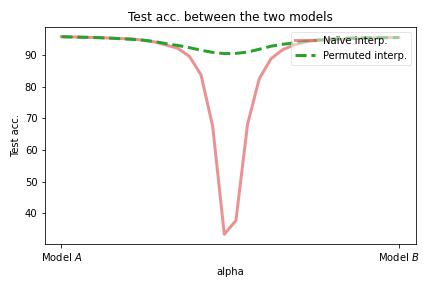 Test acc. between the two models
Naïve interp.
Permuted interp.
Test acc.
90
80
70
60
50
40
Model A
Model B
alpha